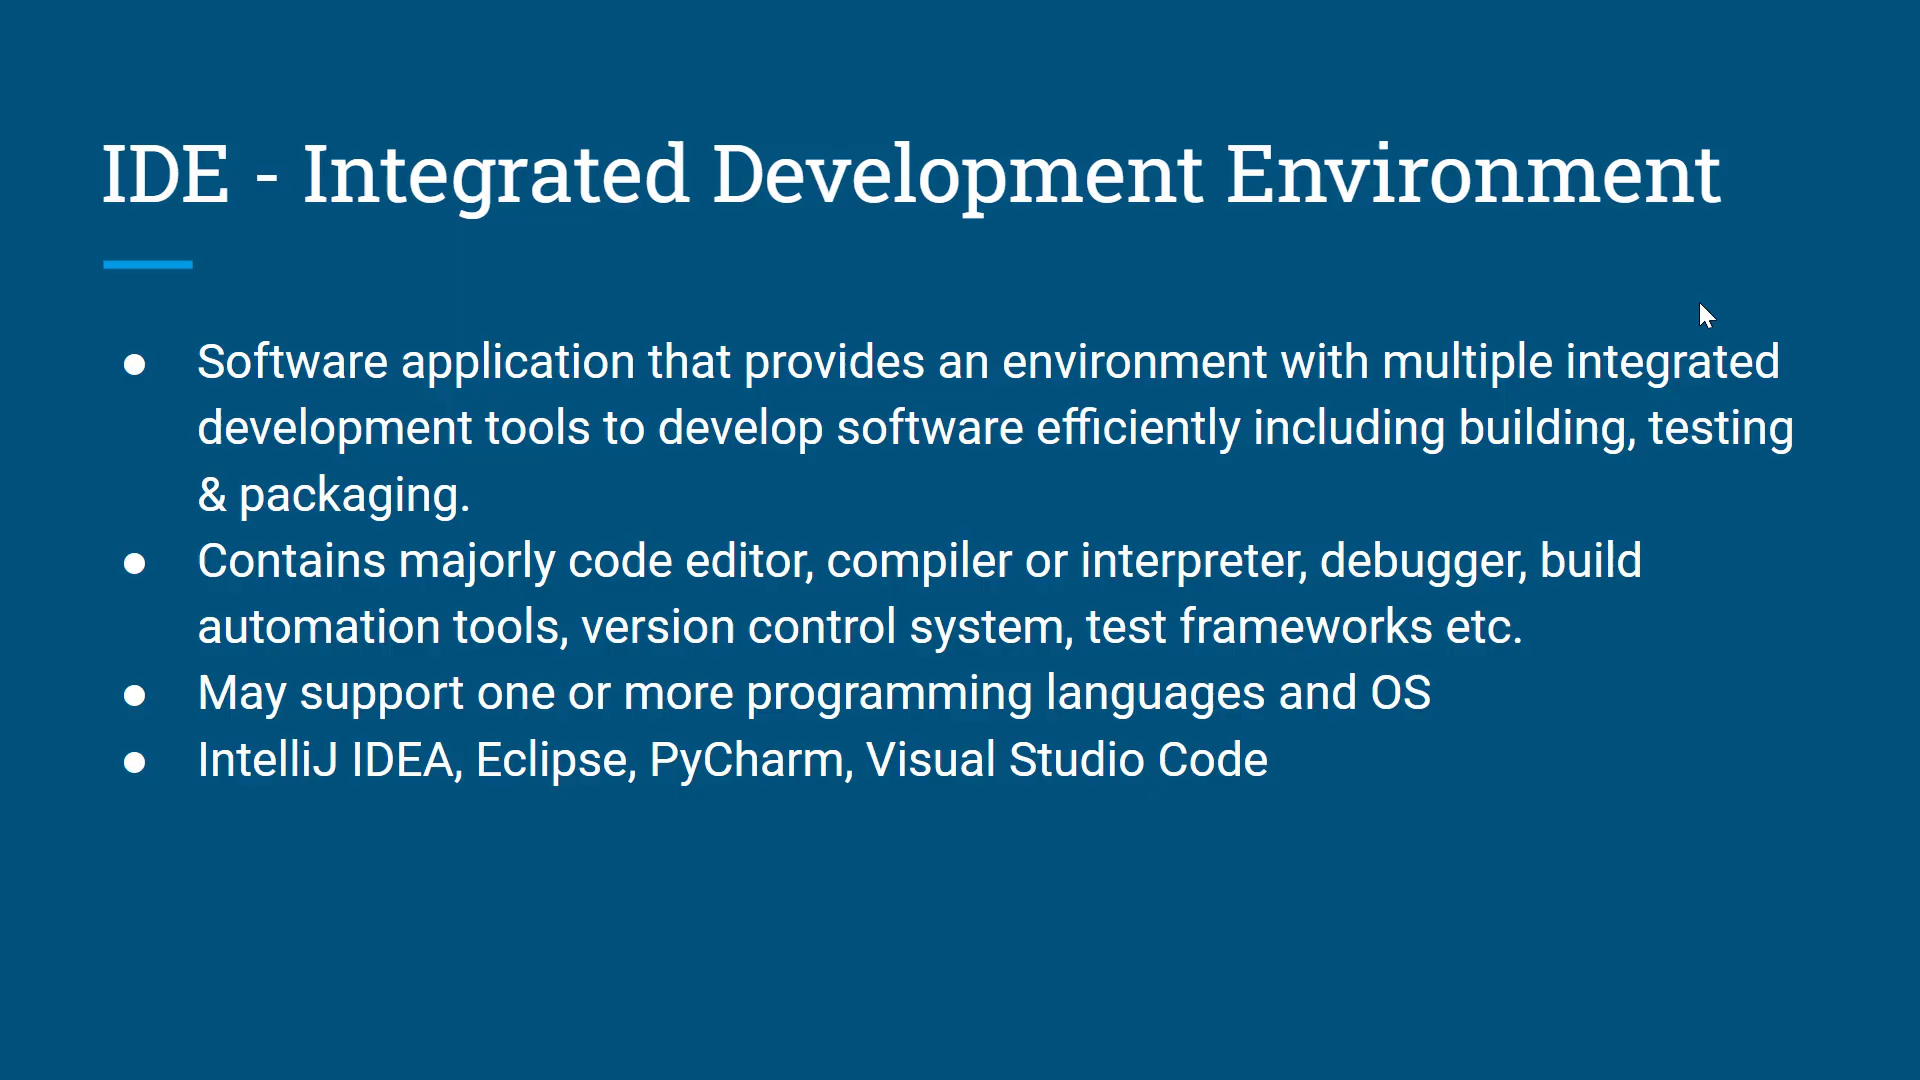 IDE - Integrated Development Environment
● Software application that provides an environment with multiple integrated
development tools to develop software efficiently including building, testing
& packaging.
● Contains majorly code editor, compiler or interpreter, debugger, build
automation tools, version control system, test frameworks etc.
● May support one or more programming languages and OS
● IntelliJ IDEA, Eclipse, PyCharm, Visual Studio Code